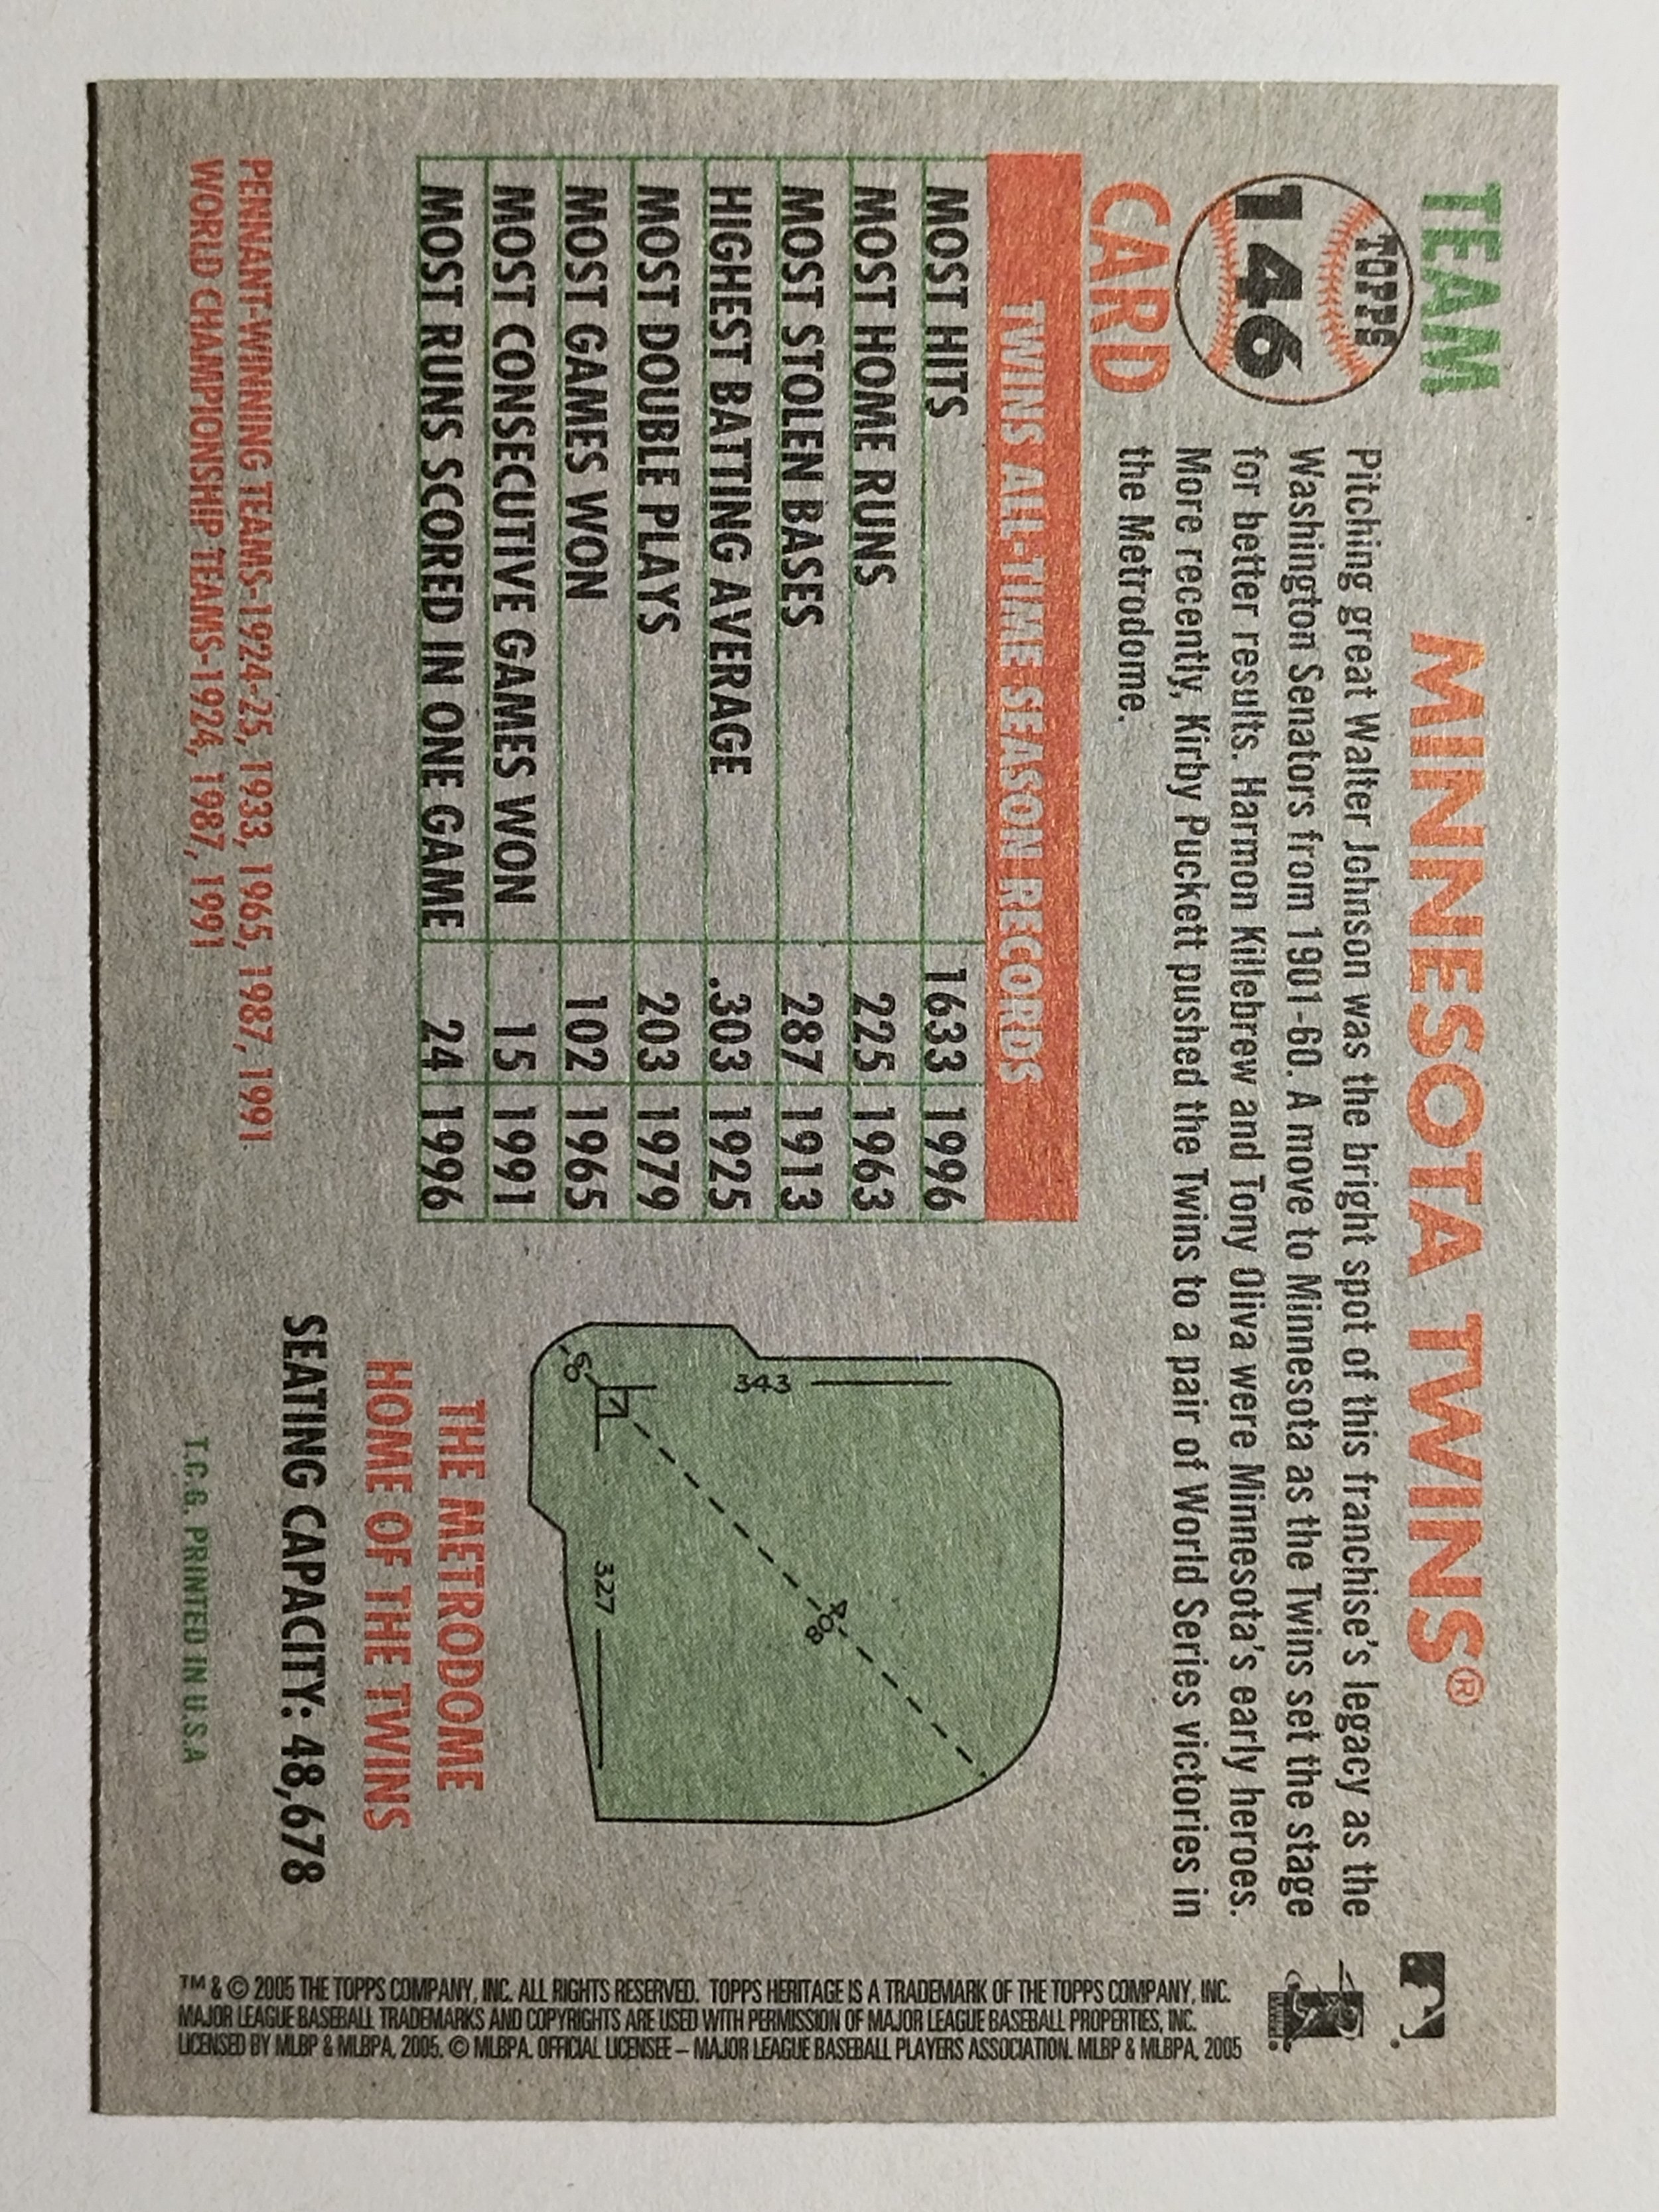 TEAM
TOPPS
146
CARD
MINNESOTA TWINS®
Pitching great Walter Johnson was the bright spot of this franchise's legacy as the
Washington Senators from 1901-60. A move to Minnesota as the Twins set the stage
for better results. Harmon Killebrew and Tony Oliva were Minnesota's early heroes.
More recently, Kirby Puckett pushed the Twins to a pair of World Series victories in
the Metrodome.
TWINS ALL-TIME SEASON RECORDS
MOST HITS 1633 1996
MOST HOME RUNS 225 1963
MOST STOLEN BASES 287 1913
HIGHEST BATTING AVERAGE .303 1925
MOST DOUBLE PLAYS 203 1979
MOST GAMES WON 102 1965
MOST CONSECUTIVE GAMES WON 15 1991
MOST RUNS SCORED IN ONE GAME 24 1996
PENNANT-WINNING TEAMS-1924-25, 1933, 1965, 1987, 1991
WORLD CHAMPIONSHIP TEAMS-1924, 1987, 1991
343
408
60
327
THE METRODOME
HOME OF THE TWINS
SEATING CAPACITY: 48,678
T.C.G. PRINTED IN U.S.A
™ & © 2005 THE TOPPS COMPANY, INC. ALL RIGHTS RESERVED. TOPPS HERITAGE IS A TRADEMARK OF THE TOPPS COMPANY, INC.
MAJOR LEAGUE BASEBALL TRADEMARKS AND COPYRIGHTS ARE USED WITH PERMISSION OF MAJOR LEAGUE BASEBALL PROPERTIES, INC.
LICENSED BY MLBP & MLBPA, 2005. © MLBPA. OFFICIAL LICENSEE – MAJOR LEAGUE BASEBALL PLAYERS ASSOCIATION. MLBP & MLBPA, 2005